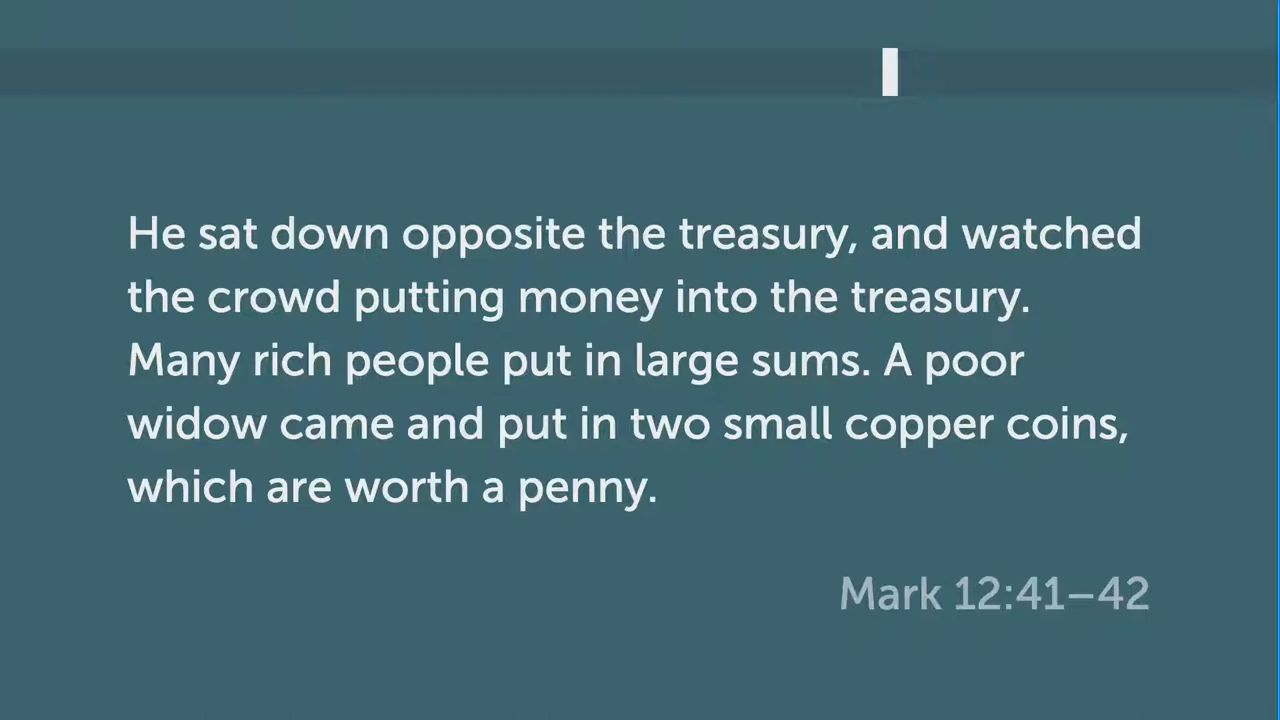 He sat down opposite the treasury, and watched
the crowd putting money into the treasury.
Many rich people put in large sums. A poor
widow came and put in two small copper coins,
which are worth a penny.
Mark 12:41–42